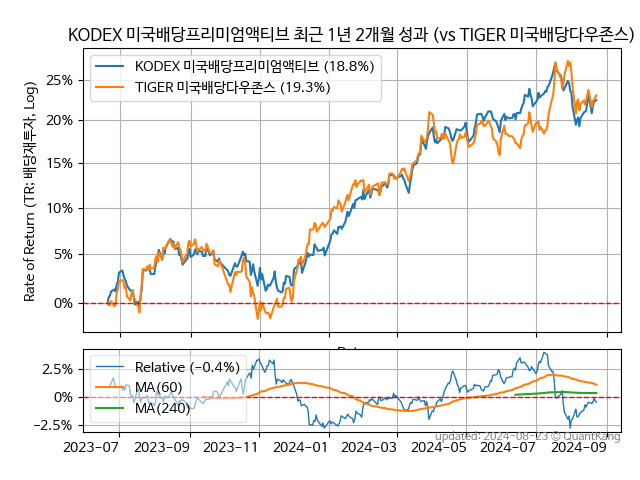 KODEX 미국배당프리미엄액티브 최근 1년 2개월 성과 (vs TIGER 미국배당다우존스)
KODEX 미국배당프리미엄액티브 (18.8%)
TIGER 미국배당다우존스 (19.3%)
Rate of Return (TR: 배당재투자, Log)
25%
20%
15%
10%
5%
0%
Relative (−0.4%)
MA(60)
MA(240)
2.5%
0%
−2.5%
2023-07
2023-09
2023-11
2024-01
2024-03
2024-05
2024-07
2024-09
updated: 2024-08-23 © QuantKang